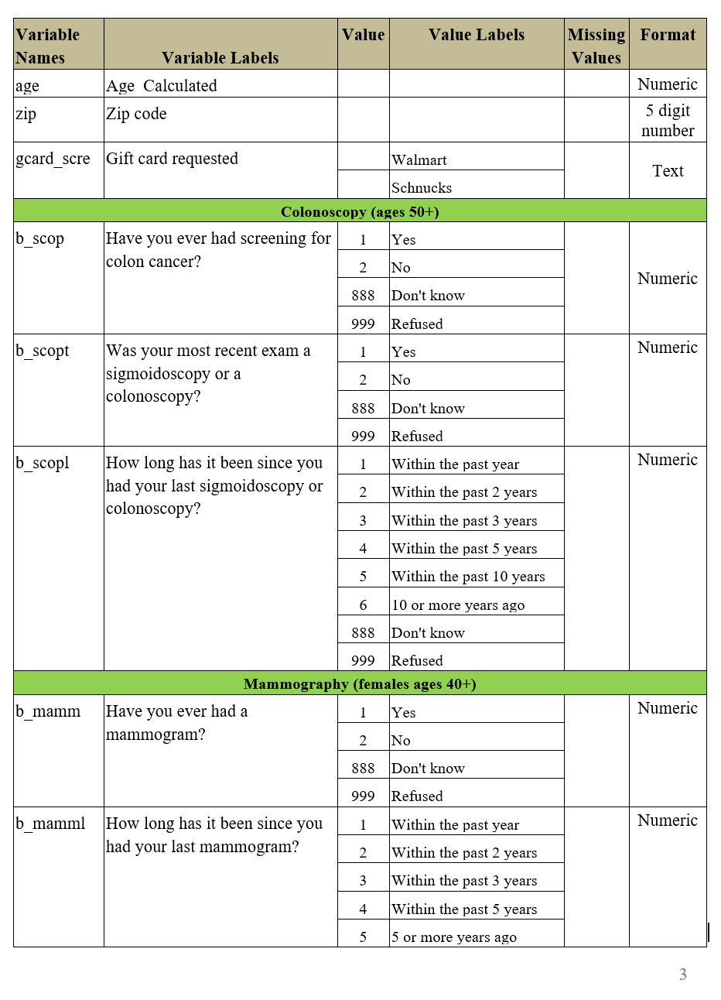 Variable Names Variable Labels Value Value Labels Missing Values Format
age Age Calculated Numeric
zip Zip code 5 digit number
gcard_scre Gift card requested Walmart Text
Schnucks
Colonoscopy (ages 50+)
b_scop Have you ever had screening for 1 Yes Numeric
colon cancer? 2 No
888 Don't know
999 Refused
b_scopt Was your most recent exam a 1 Yes Numeric
sigmoidoscopy or a 2 No
colonoscopy? 888 Don't know
999 Refused
b_scopl How long has it been since you 1 Within the past year Numeric
had your last sigmoidoscopy or 2 Within the past 2 years
colonoscopy? 3 Within the past 3 years
4 Within the past 5 years
5 Within the past 10 years
6 10 or more years ago
888 Don't know
999 Refused
Mammography (females ages 40+)
b_mamm Have you ever had a 1 Yes Numeric
mammogram? 2 No
888 Don't know
999 Refused
b_mamml How long has it been since you 1 Within the past year Numeric
had your last mammogram? 2 Within the past 2 years
3 Within the past 3 years
4 Within the past 5 years
5 5 or more years ago
3